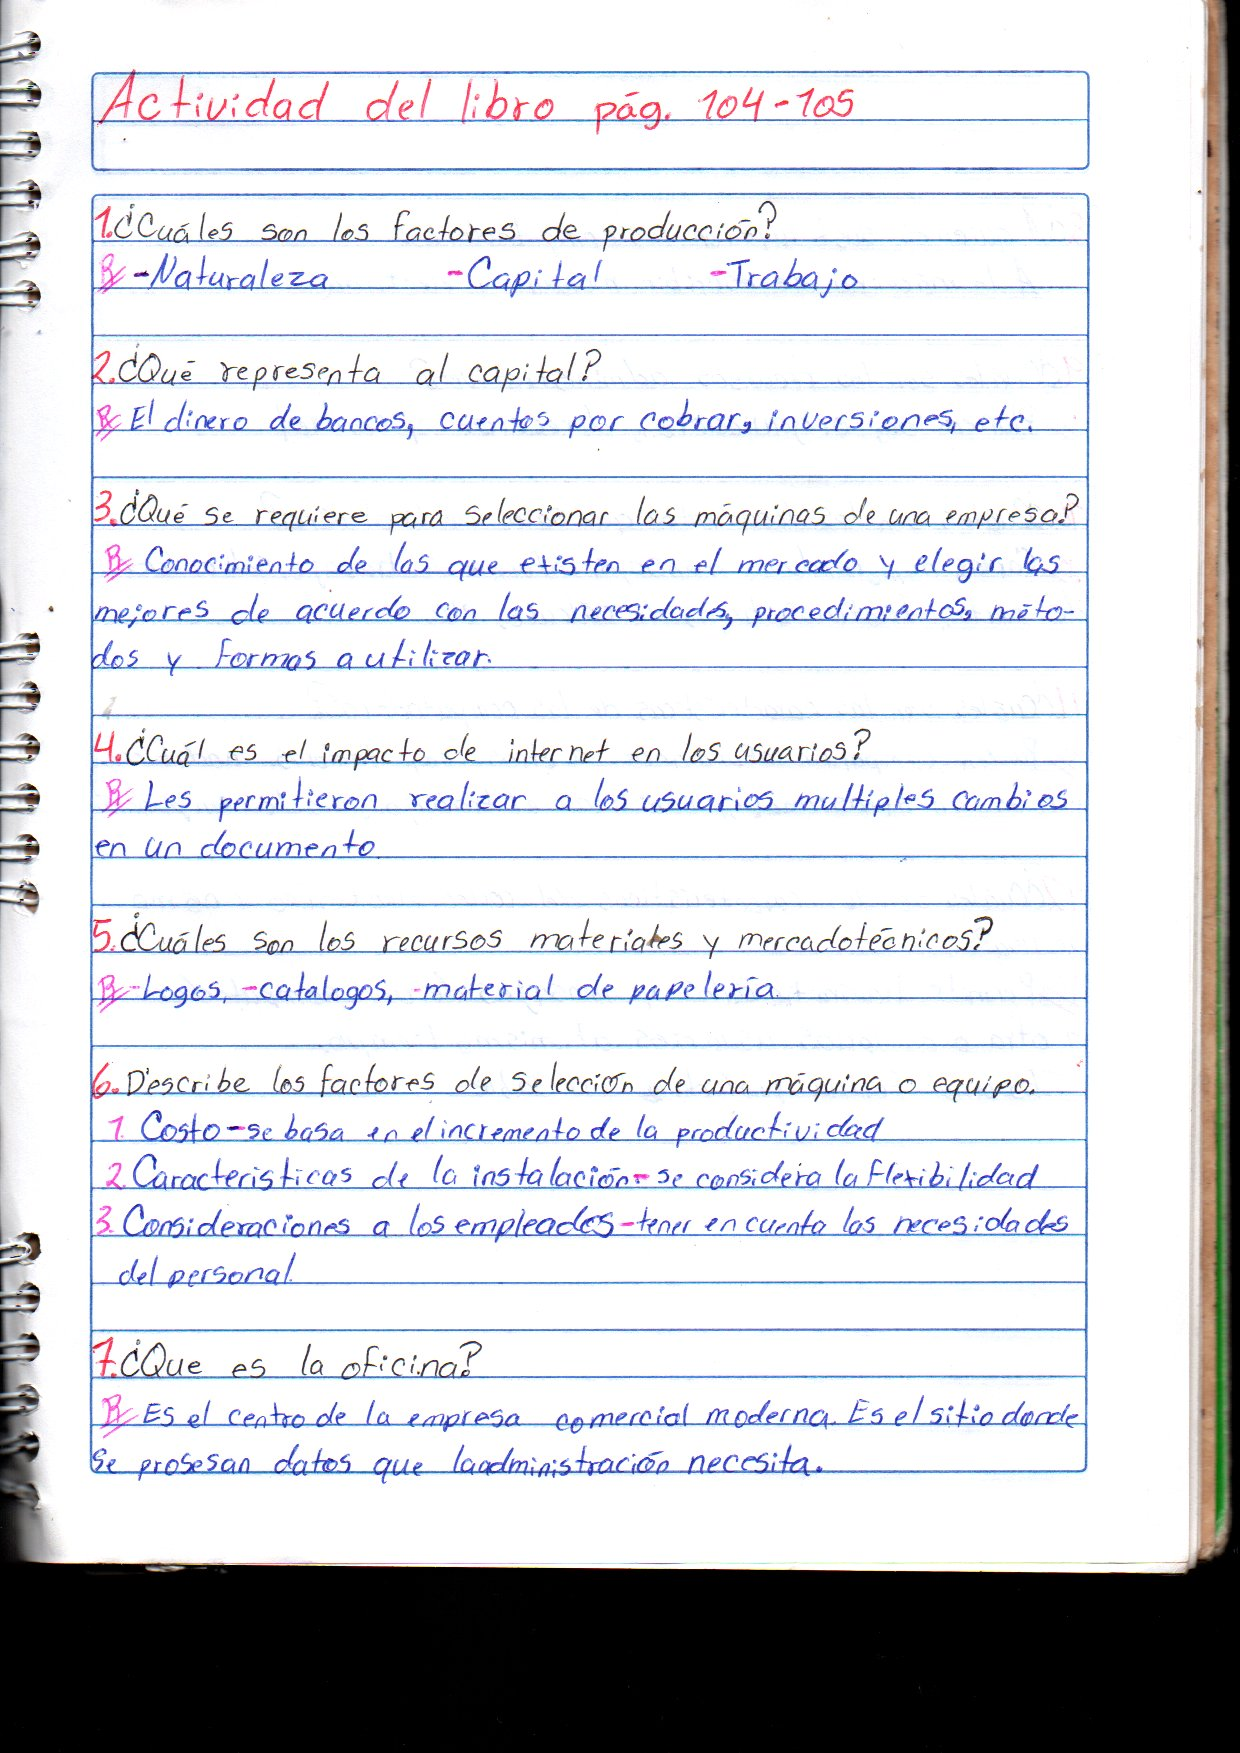 Actividad del libro pág. 104-105
1.¿Cuáles son los factores de producción?
R/ -Naturaleza -Capital -Trabajo
2.¿Qué representa al capital?
R/ El dinero de bancos, cuentas por cobrar, inversiones, etc.
3.¿Qué se requiere para seleccionar las máquinas de una empresa?
R/ Conocimiento de las que existen en el mercado y elegir las
mejores de acuerdo con las necesidades, procedimientos, méto-
dos y formas a utilizar.
4.¿Cuál es el impacto de internet en los usuarios?
R/ Les permitieron realizar a los usuarios multiples cambios
en un documento
5.¿Cuáles son los recursos materiales y mercadotécnicos?
R/ -Logos, -catalogos, -material de papelería.
6.Describe los factores de selección de una máquina o equipo.
1. Costo-se basa en el incremento de la productividad
2. Caracteristicas de la instalación-se considera la flexibilidad
3. Consideraciones a los empleados-tener en cuenta las necesidades
del personal.
7.¿Que es la oficina?
R/ Es el centro de la empresa comercial moderna. Es el sitio donde
se prosesan datos que la administración necesita.